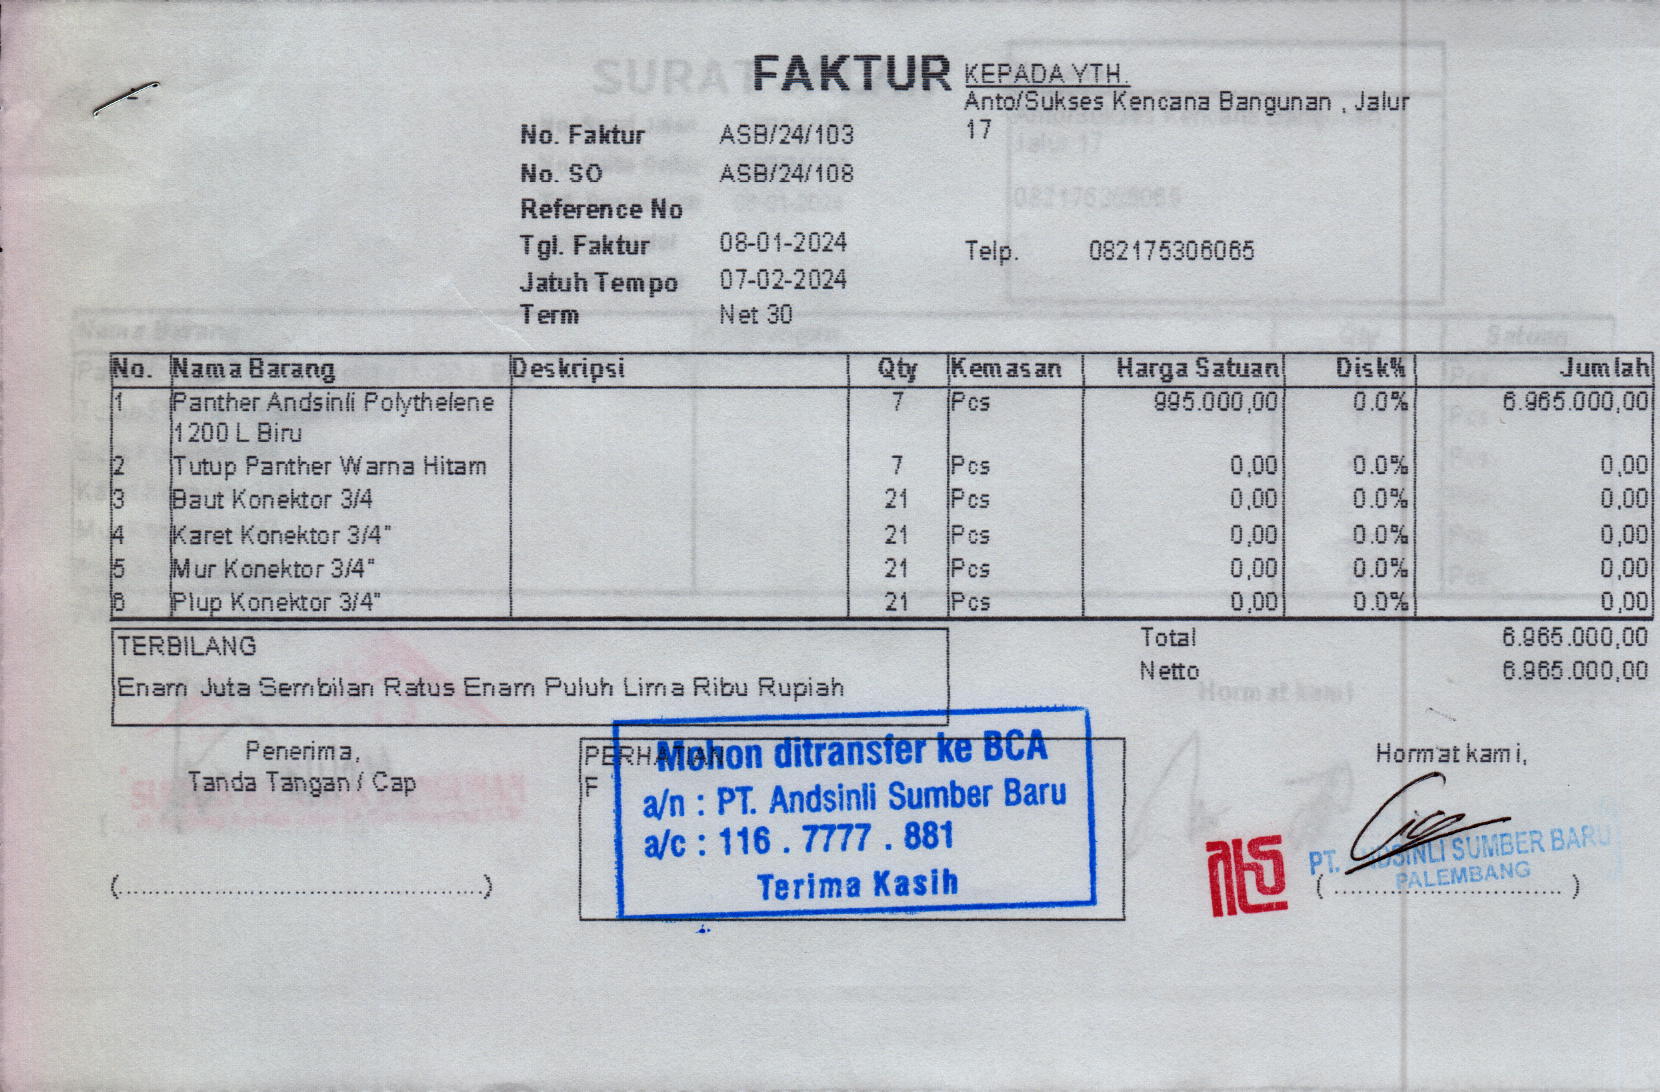 FAKTUR
KEPADA YTH.
Anto/Sukses Kencana Bangunan , Jalur
17
No. Faktur ASB/24/103
No. SO ASB/24/108
Reference No
Tgl. Faktur 08-01-2024
Telp. 082175306065
Jatuh Tempo 07-02-2024
Term Net 30
No. Nama Barang Deskripsi Qty Kemasan Harga Satuan Disk% Jumlah
1 Panther Andsinli Polythelene 7 Pcs 995.000,00 0.0% 6.965.000,00
1200 L Biru
2 Tutup Panther Warna Hitam 7 Pcs 0,00 0.0% 0,00
3 Baut Konektor 3/4 21 Pcs 0,00 0.0% 0,00
4 Karet Konektor 3/4" 21 Pcs 0,00 0.0% 0,00
5 Mur Konektor 3/4" 21 Pcs 0,00 0.0% 0,00
6 Plup Konektor 3/4" 21 Pcs 0,00 0.0% 0,00
TERBILANG
Enam Juta Sembilan Ratus Enam Puluh Lima Ribu Rupiah
Total 6.965.000,00
Netto 6.965.000,00
Penerima,
Tanda Tangan / Cap
(................................................)
PERHATIAN
F
Mohon ditransfer ke BCA
a/n : PT. Andsinli Sumber Baru
a/c : 116 . 7777 . 881
Terima Kasih
Hormat kami,
PT. ANDSINLI SUMBER BARU
PALEMBANG
(..............................)